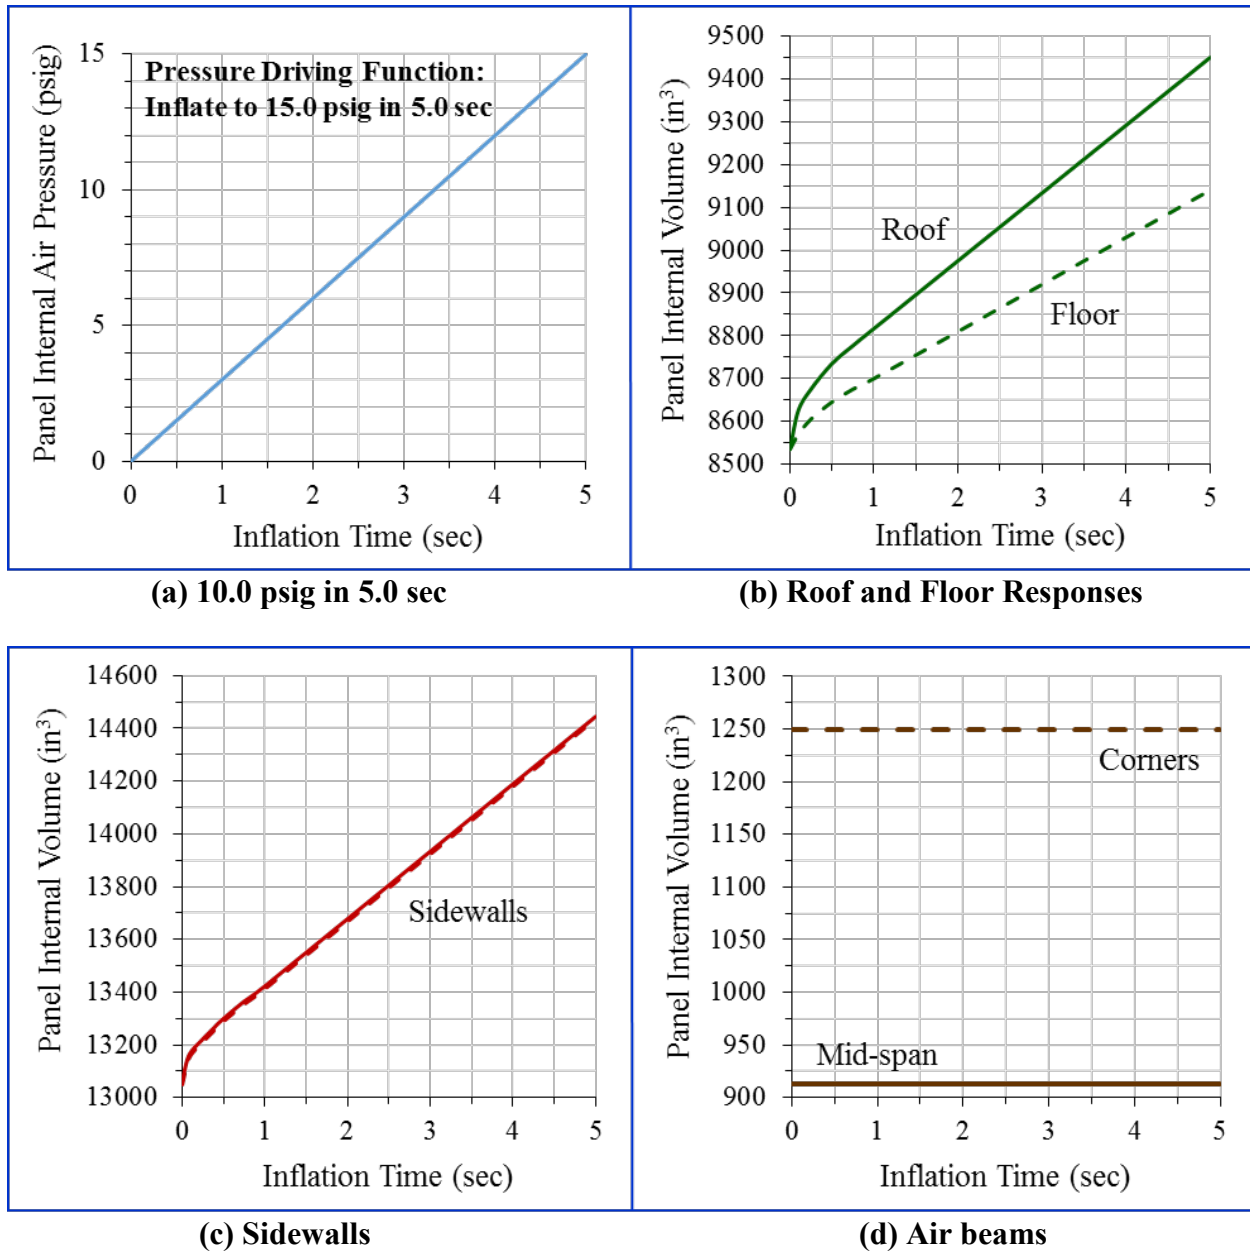 Pressure Driving Function:
Inflate to 15.0 psig in 5.0 sec
Panel Internal Air Pressure (psig)
15
10
5
0
0 1 2 3 4 5
Inflation Time (sec)
(a) 10.0 psig in 5.0 sec
Panel Internal Volume (in³)
9500
9400
9300
9200
9100
9000
8900
8800
8700
8600
8500
Roof
Floor
0 1 2 3 4 5
Inflation Time (sec)
(b) Roof and Floor Responses
Panel Internal Volume (in³)
14600
14400
14200
14000
13800
13600
13400
13200
13000
Sidewalls
0 1 2 3 4 5
Inflation Time (sec)
(c) Sidewalls
Panel Internal Volume (in³)
1300
1250
1200
1150
1100
1050
1000
950
900
Corners
Mid-span
0 1 2 3 4 5
Inflation Time (sec)
(d) Air beams